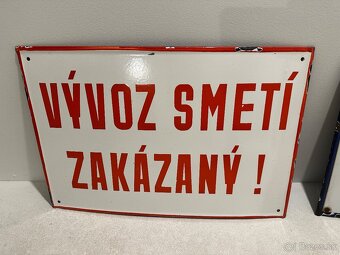 VÝVOZ SMETÍ
ZAKÁZANÝ !